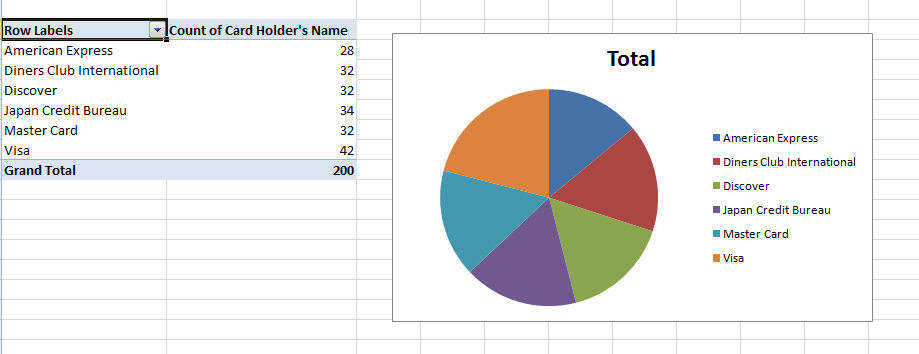 Row Labels Count of Card Holder's Name
American Express 28
Diners Club International 32
Discover 32
Japan Credit Bureau 34
Master Card 32
Visa 42
Grand Total 200
Total
American Express
Diners Club International
Discover
Japan Credit Bureau
Master Card
Visa